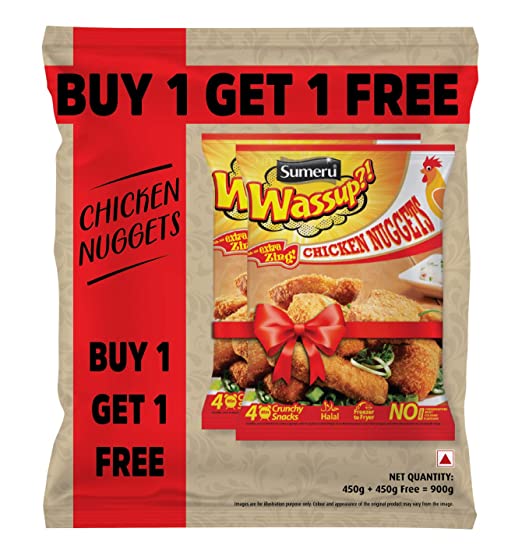 BUY 1 GET 1 FREE
CHICKEN
NUGGETS
BUY 1
GET 1
FREE
Sumeru
Wassup?!
extra
Zing!
CHICKEN NUGGETS
4
Crunchy
Snacks
Halal
Freezer
to Fryer
NO!
NET QUANTITY:
450g + 450g Free = 900g
Images are for illustration purpose only. Colour and appearance of the original product may vary from the image.